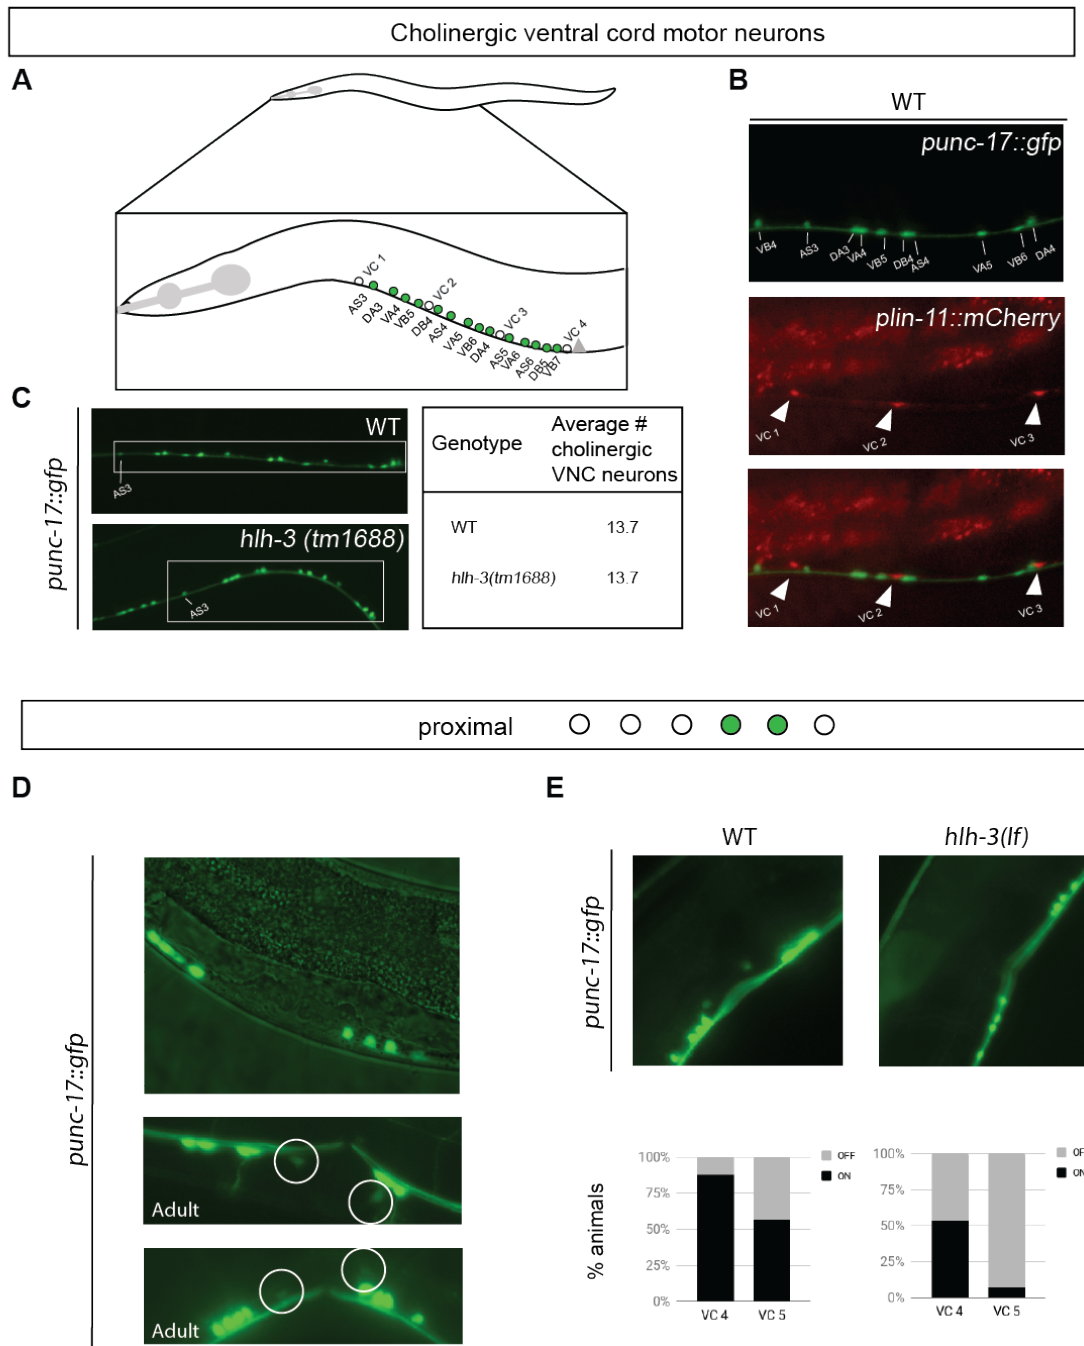 Cholinergic ventral cord motor neurons
A
VC 1
VC 2
VC 3
VC 4
AS3
DA3
VA4
VB5
DB4
AS4
VA5
VB6
DA4
AS5
VA6
AS6
DB5
VB7
B
WT
punc-17::gfp
VB4
AS3
DA3
VA4
VB5
DB4
AS4
VA5
VB6
DA4
plin-11::mCherry
VC 1
VC 2
VC 3
VC 1
VC 2
VC 3
C
punc-17::gfp
WT
AS3
hlh-3 (tm1688)
AS3
Genotype
Average #
cholinergic
VNC neurons
WT 13.7
hlh-3(tm1688) 13.7
proximal
D
punc-17::gfp
Adult
Adult
E
WT
hlh-3(lf)
punc-17::gfp
% animals
100%
75%
50%
25%
0%
VC 4 VC 5
OFF
ON
100%
75%
50%
25%
0%
VC 4 VC 5
OF
ON